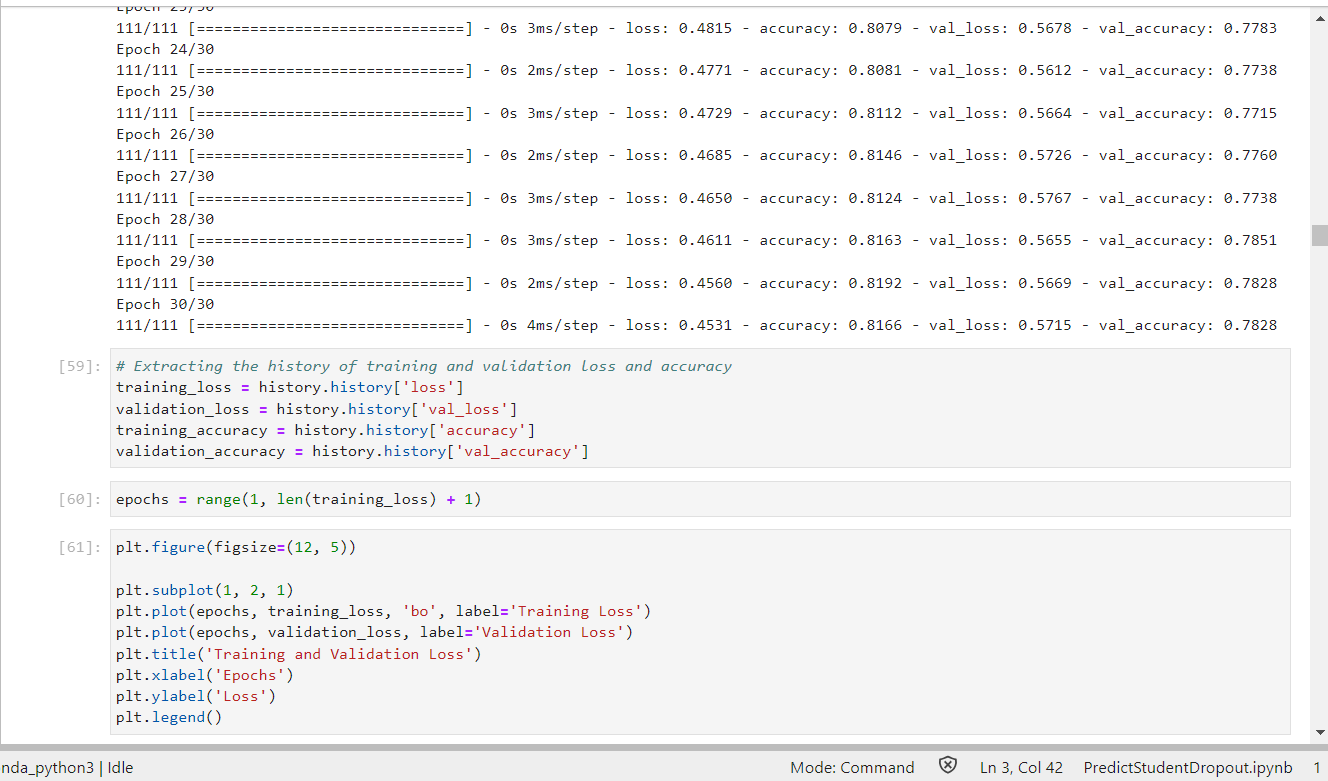 Epoch 23/30
111/111 [==============================] - 0s 3ms/step - loss: 0.4815 - accuracy: 0.8079 - val_loss: 0.5678 - val_accuracy: 0.7783
Epoch 24/30
111/111 [==============================] - 0s 2ms/step - loss: 0.4771 - accuracy: 0.8081 - val_loss: 0.5612 - val_accuracy: 0.7738
Epoch 25/30
111/111 [==============================] - 0s 3ms/step - loss: 0.4729 - accuracy: 0.8112 - val_loss: 0.5664 - val_accuracy: 0.7715
Epoch 26/30
111/111 [==============================] - 0s 2ms/step - loss: 0.4685 - accuracy: 0.8146 - val_loss: 0.5726 - val_accuracy: 0.7760
Epoch 27/30
111/111 [==============================] - 0s 3ms/step - loss: 0.4650 - accuracy: 0.8124 - val_loss: 0.5767 - val_accuracy: 0.7738
Epoch 28/30
111/111 [==============================] - 0s 3ms/step - loss: 0.4611 - accuracy: 0.8163 - val_loss: 0.5655 - val_accuracy: 0.7851
Epoch 29/30
111/111 [==============================] - 0s 2ms/step - loss: 0.4560 - accuracy: 0.8192 - val_loss: 0.5669 - val_accuracy: 0.7828
Epoch 30/30
111/111 [==============================] - 0s 4ms/step - loss: 0.4531 - accuracy: 0.8166 - val_loss: 0.5715 - val_accuracy: 0.7828
[59]: # Extracting the history of training and validation loss and accuracy
training_loss = history.history['loss']
validation_loss = history.history['val_loss']
training_accuracy = history.history['accuracy']
validation_accuracy = history.history['val_accuracy']
[60]: epochs = range(1, len(training_loss) + 1)
[61]: plt.figure(figsize=(12, 5))
plt.subplot(1, 2, 1)
plt.plot(epochs, training_loss, 'bo', label='Training Loss')
plt.plot(epochs, validation_loss, label='Validation Loss')
plt.title('Training and Validation Loss')
plt.xlabel('Epochs')
plt.ylabel('Loss')
plt.legend()
nda_python3 | Idle Mode: Command Ln 3, Col 42 PredictStudentDropout.ipynb 1